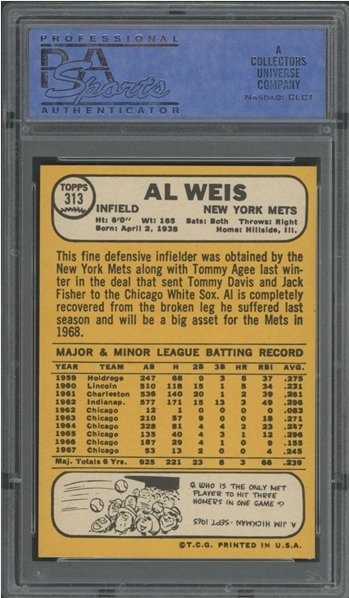 PROFESSIONAL
PSA
Sports
AUTHENTICATOR
A
COLLECTORS
UNIVERSE
COMPANY
NASDAQ: CLCT
TOPPS
313
AL WEIS
INFIELD NEW YORK METS
Ht: 6'0" Wt: 165 Bats: Both Throws: Right
Born: April 2, 1938 Home: Hillside, Ill.
This fine defensive infielder was obtained by the
New York Mets along with Tommy Agee last win-
ter in the deal that sent Tommy Davis and Jack
Fisher to the Chicago White Sox. Al is completely
recovered from the broken leg he suffered last
season and will be a big asset for the Mets in
1968.
MAJOR & MINOR LEAGUE BATTING RECORD
YEAR TEAM AB H 2B 3B HR RBI AVG.
1959 Holdrege 247 68 0 3 5 37 .275
1960 Lincoln 510 118 15 1 5 34 .231
1961 Charleston 536 140 20 1 2 39 .261
1962 Indianap. 577 171 15 13 3 49 .296
1962 Chicago 12 1 0 0 0 0 .083
1963 Chicago 210 57 9 0 0 18 .271
1964 Chicago 328 81 4 4 2 23 .247
1965 Chicago 135 40 4 3 1 12 .296
1966 Chicago 187 29 4 1 0 9 .155
1967 Chicago 53 13 2 0 0 4 .245
Maj. Totals 6 Yrs. 925 221 23 8 3 66 .239
Q. WHO IS THE ONLY MET
PLAYER TO HIT THREE
HOMERS IN ONE GAME?
A. JIM HICKMAN - SEPT. 1965
©T.C.G. PRINTED IN U.S.A.